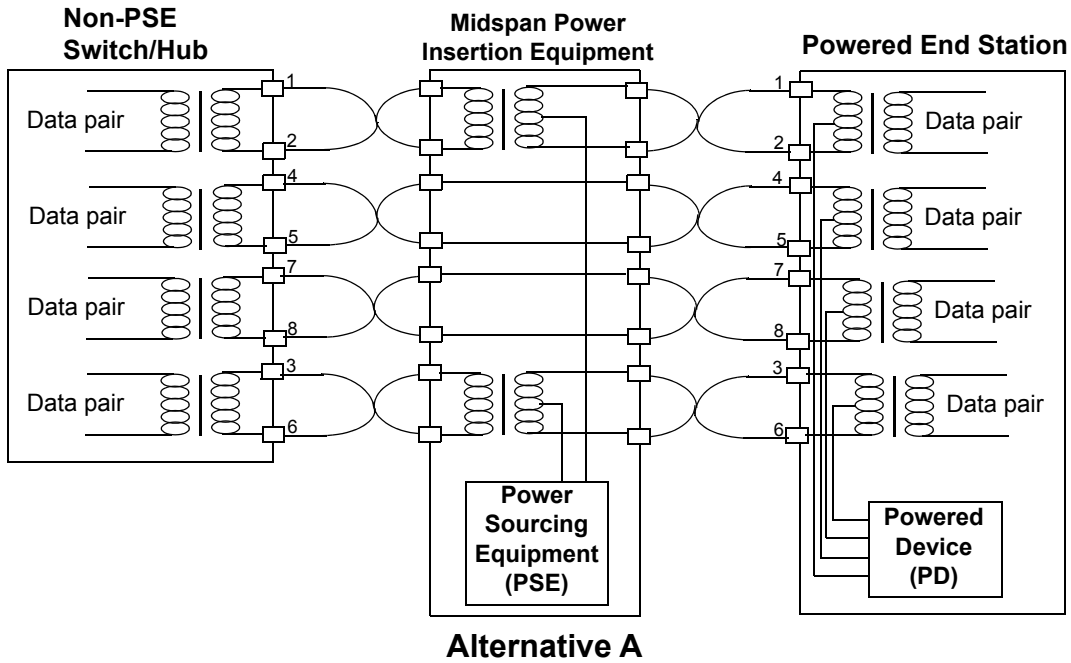 Non-PSE
Switch/Hub
Midspan Power
Insertion Equipment
Powered End Station
1
2
4
5
7
8
3
6
Data pair
Data pair
Data pair
Data pair
1
2
4
5
7
8
3
6
Data pair
Data pair
Data pair
Data pair
Power
Sourcing
Equipment
(PSE)
Powered
Device
(PD)
Alternative A